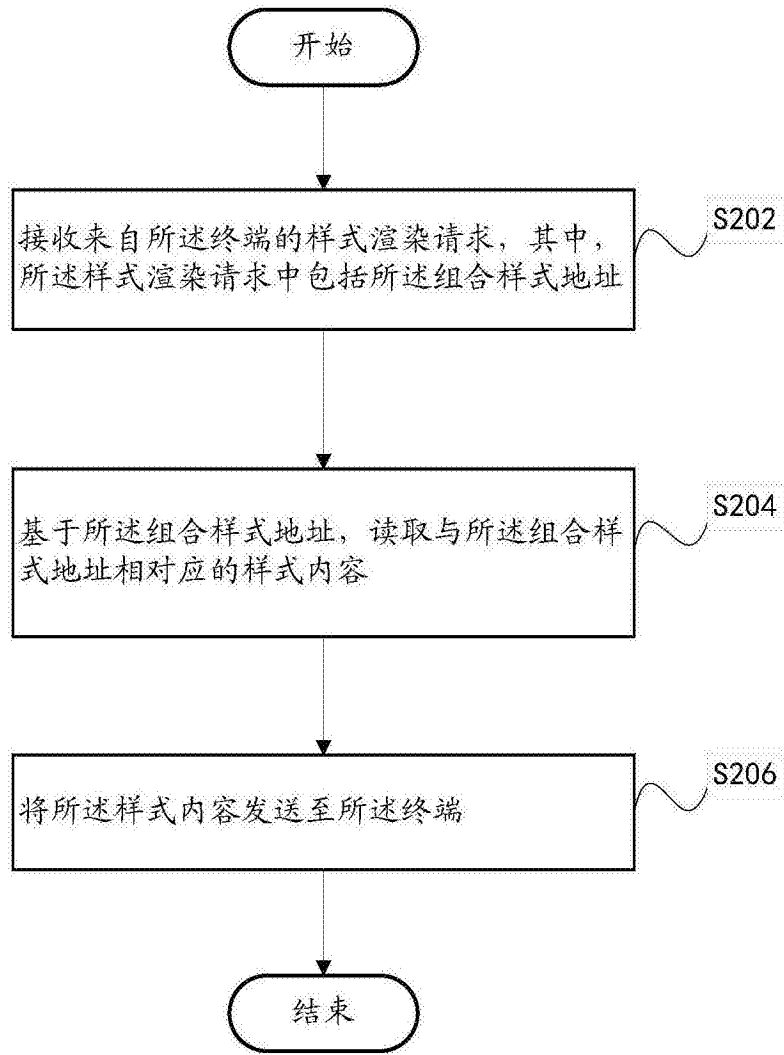 开始
接收来自所述终端的样式渲染请求，其中，
所述样式渲染请求中包括所述组合样式地址
S202
基于所述组合样式地址，读取与所述组合样
式地址相对应的样式内容
S204
将所述样式内容发送至所述终端
S206
结束